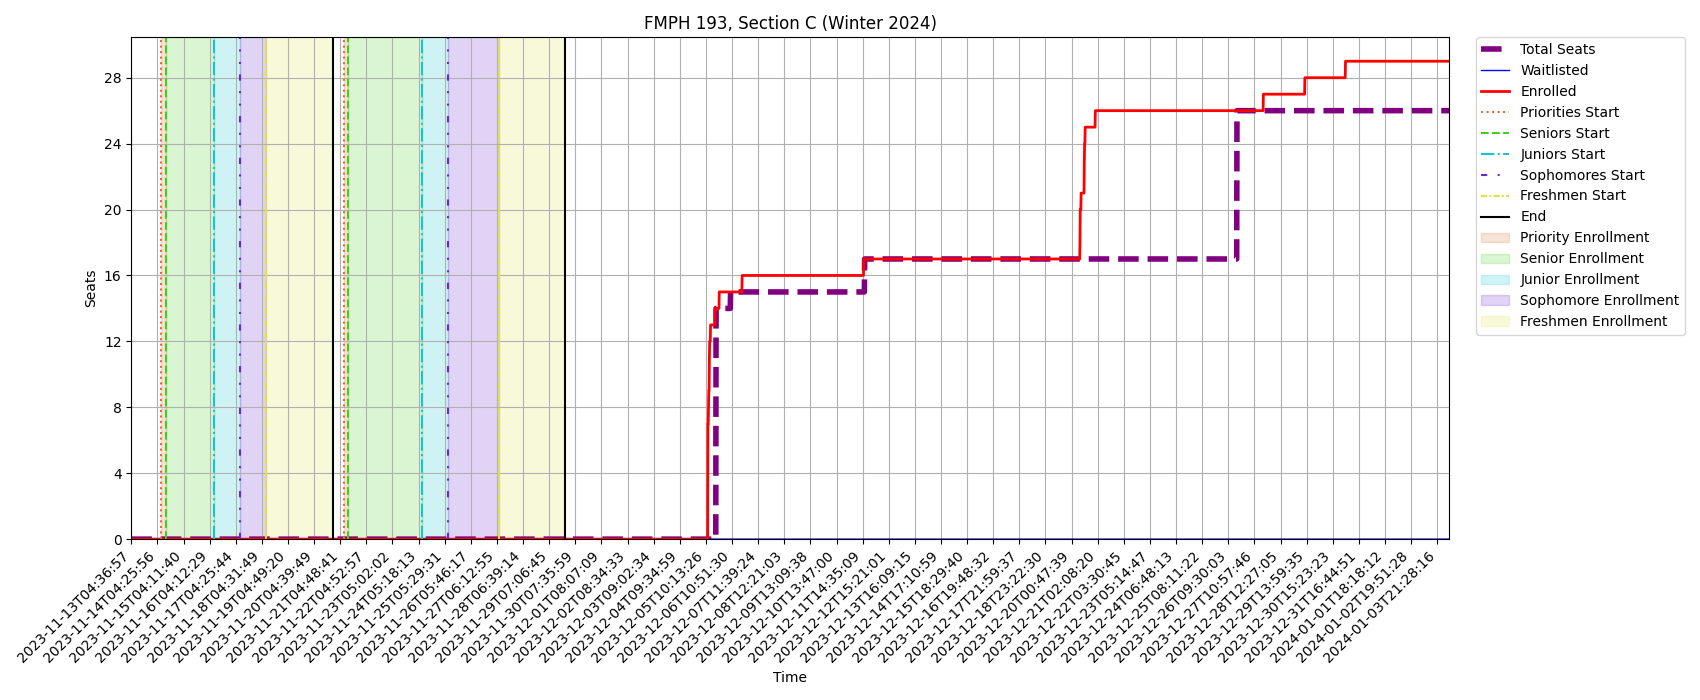 FMPH 193, Section C (Winter 2024)
Seats
28
24
20
16
12
8
4
0
2023-11-13T04:36:57
2023-11-14T04:25:56
2023-11-15T04:11:40
2023-11-16T04:12:29
2023-11-17T04:25:44
2023-11-18T04:31:49
2023-11-19T04:49:20
2023-11-20T04:39:49
2023-11-21T04:48:41
2023-11-22T04:52:57
2023-11-23T05:02:02
2023-11-24T05:18:13
2023-11-25T05:29:31
2023-11-26T05:46:17
2023-11-27T06:12:55
2023-11-28T06:39:14
2023-11-29T07:06:45
2023-11-30T07:35:59
2023-12-01T08:07:09
2023-12-02T08:34:33
2023-12-03T09:02:34
2023-12-04T09:34:59
2023-12-05T10:13:26
2023-12-06T10:51:30
2023-12-07T11:39:24
2023-12-08T12:21:03
2023-12-09T13:09:38
2023-12-10T13:47:00
2023-12-11T14:35:09
2023-12-12T15:21:01
2023-12-13T16:09:15
2023-12-14T17:10:59
2023-12-15T18:29:40
2023-12-16T19:48:32
2023-12-17T21:59:37
2023-12-18T23:22:30
2023-12-20T00:47:39
2023-12-21T02:08:20
2023-12-22T03:30:45
2023-12-23T05:14:47
2023-12-24T06:48:13
2023-12-25T08:11:22
2023-12-26T09:30:03
2023-12-27T10:57:46
2023-12-28T12:27:05
2023-12-29T13:59:35
2023-12-30T15:23:23
2023-12-31T16:44:51
2024-01-01T18:18:12
2024-01-02T19:51:28
2024-01-03T21:28:16
Time
Total Seats
Waitlisted
Enrolled
Priorities Start
Seniors Start
Juniors Start
Sophomores Start
Freshmen Start
End
Priority Enrollment
Senior Enrollment
Junior Enrollment
Sophomore Enrollment
Freshmen Enrollment